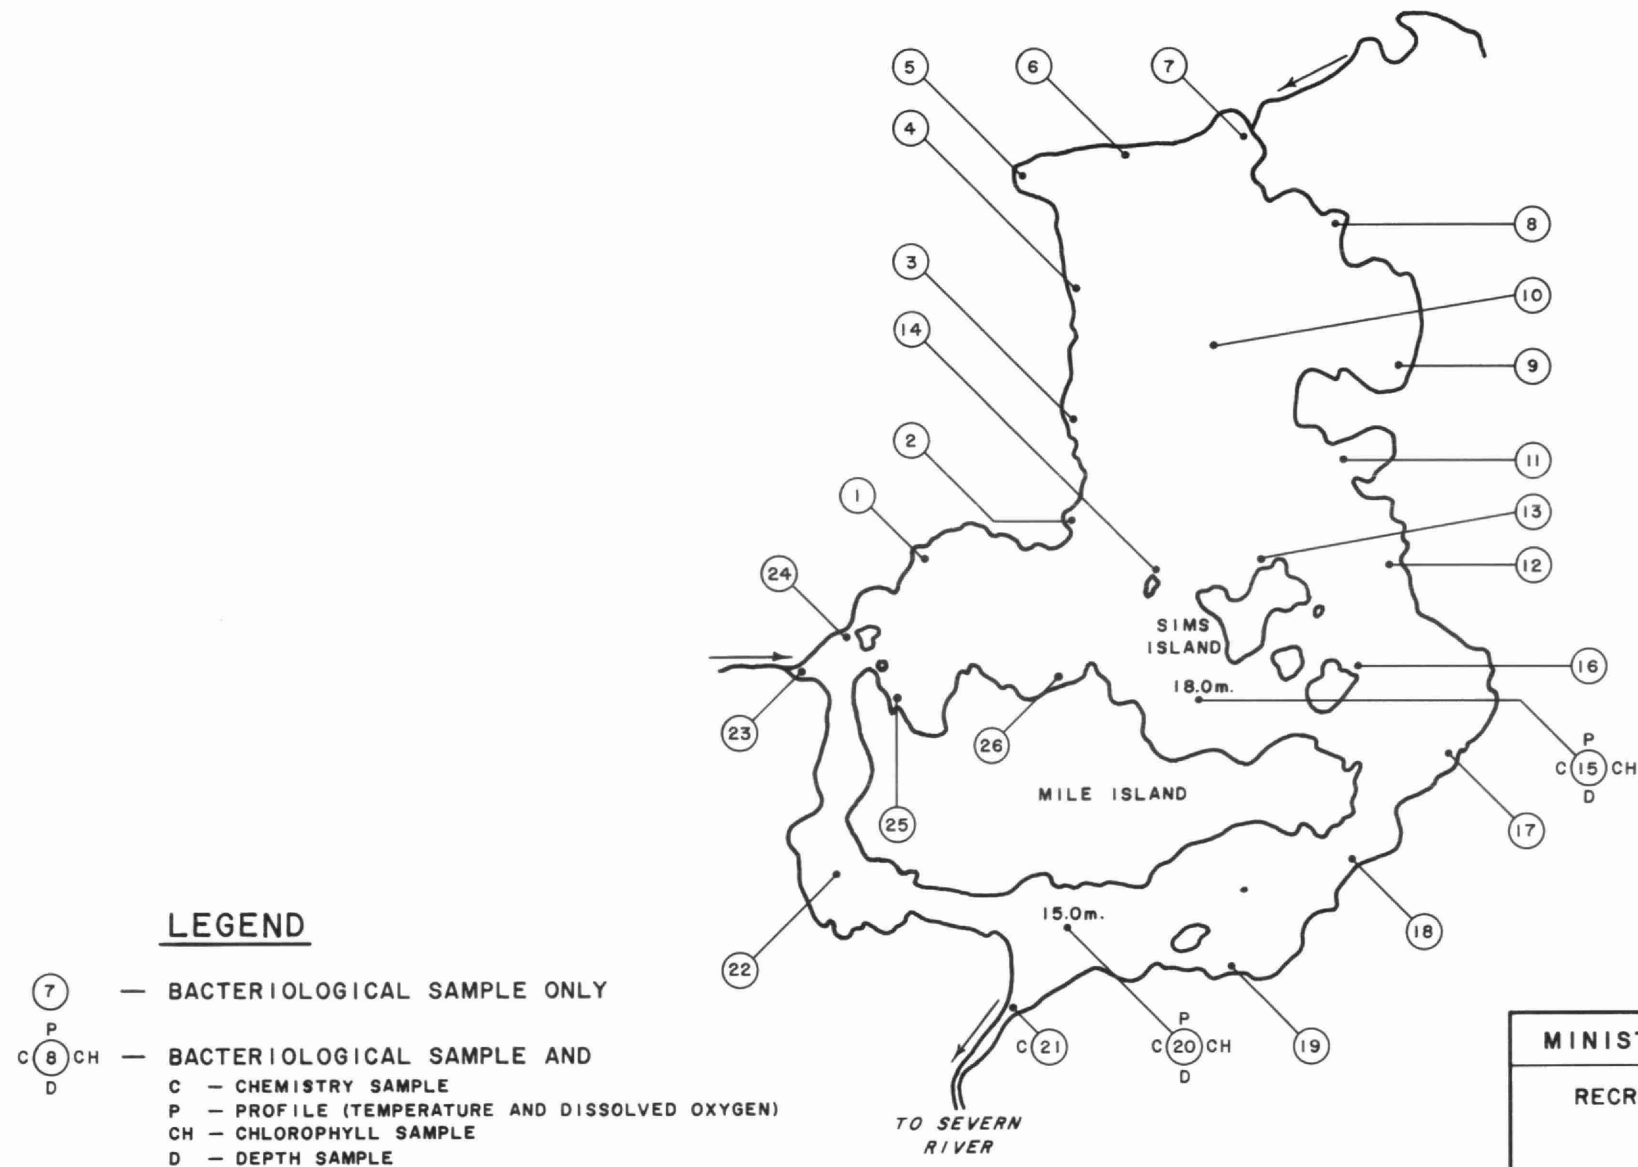 5
6
7
4
8
3
10
14
9
2
11
1
13
24
12
SIMS
ISLAND
16
18.0m.
23
26
P
C 15 CH
D
MILE ISLAND
25
17
15.0m.
22
18
P
C 21
C 20 CH
D
19
TO SEVERN
RIVER
LEGEND
7 — BACTERIOLOGICAL SAMPLE ONLY
P
C 8 CH — BACTERIOLOGICAL SAMPLE AND
D
C — CHEMISTRY SAMPLE
P — PROFILE (TEMPERATURE AND DISSOLVED OXYGEN)
CH — CHLOROPHYLL SAMPLE
D — DEPTH SAMPLE
MINIST
RECR